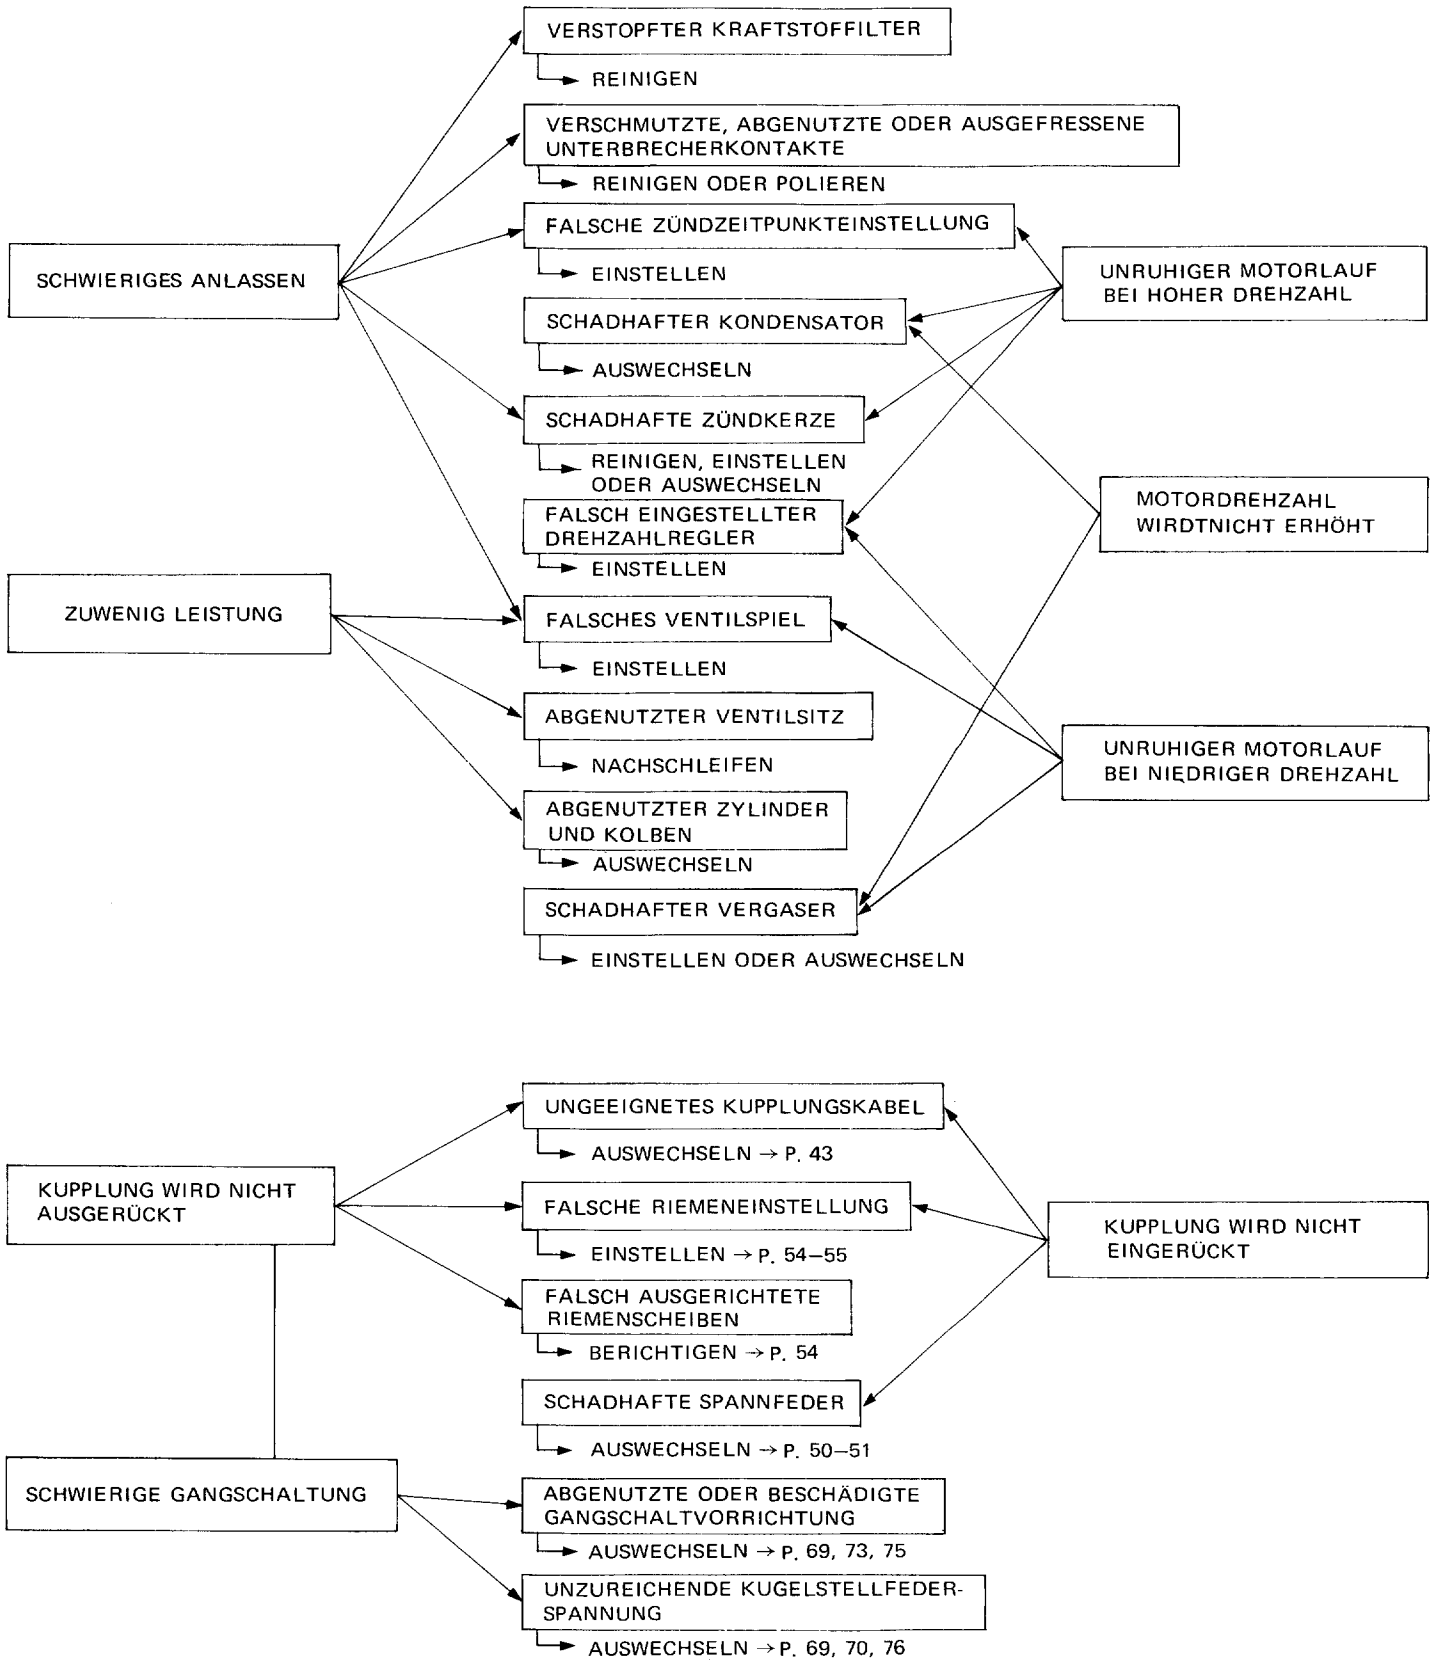 VERSTOPFTER KRAFTSTOFFILTER
REINIGEN
VERSCHMUTZTE, ABGENUTZTE ODER AUSGEFRESSENE
UNTERBRECHERKONTAKTE
REINIGEN ODER POLIEREN
FALSCHE ZÜNDZEITPUNKTEINSTELLUNG
EINSTELLEN
SCHWIERIGES ANLASSEN
UNRUHIGER MOTORLAUF
BEI HOHER DREHZAHL
SCHADHAFTER KONDENSATOR
AUSWECHSELN
SCHADHAFTE ZÜNDKERZE
REINIGEN, EINSTELLEN
ODER AUSWECHSELN
FALSCH EINGESTELLTER
DREHZAHLREGLER
EINSTELLEN
MOTORDREHZAHL
WIRDTNICHT ERHÖHT
ZUWENIG LEISTUNG
FALSCHES VENTILSPIEL
EINSTELLEN
ABGENUTZTER VENTILSITZ
NACHSCHLEIFEN
UNRUHIGER MOTORLAUF
BEI NIEDRIGER DREHZAHL
ABGENUTZTER ZYLINDER
UND KOLBEN
AUSWECHSELN
SCHADHAFTER VERGASER
EINSTELLEN ODER AUSWECHSELN
UNGEEIGNETES KUPPLUNGSKABEL
AUSWECHSELN → P. 43
KUPPLUNG WIRD NICHT
AUSGERÜCKT
FALSCHE RIEMENEINSTELLUNG
EINSTELLEN → P. 54–55
KUPPLUNG WIRD NICHT
EINGERÜCKT
FALSCH AUSGERICHTETE
RIEMENSCHEIBEN
BERICHTIGEN → P. 54
SCHADHAFTE SPANNFEDER
AUSWECHSELN → P. 50–51
SCHWIERIGE GANGSCHALTUNG
ABGENUTZTE ODER BESCHÄDIGTE
GANGSCHALTVORRICHTUNG
AUSWECHSELN → P. 69, 73, 75
UNZUREICHENDE KUGELSTELLFEDER-
SPANNUNG
AUSWECHSELN → P. 69, 70, 76